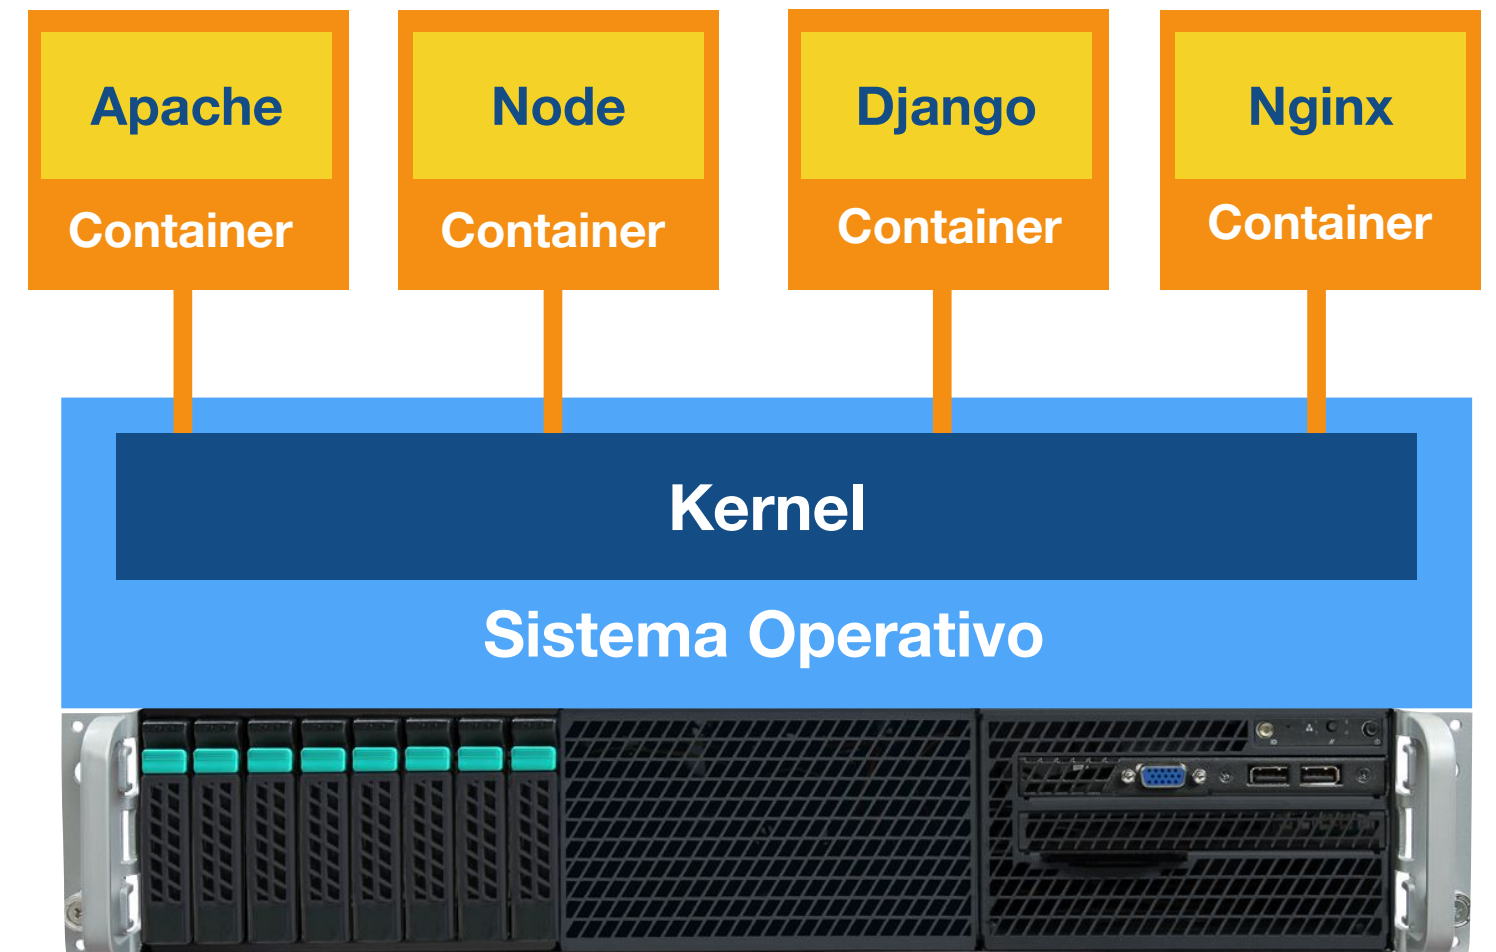 Apache
Node
Django
Nginx
Container
Container
Container
Container
Kernel
Sistema Operativo